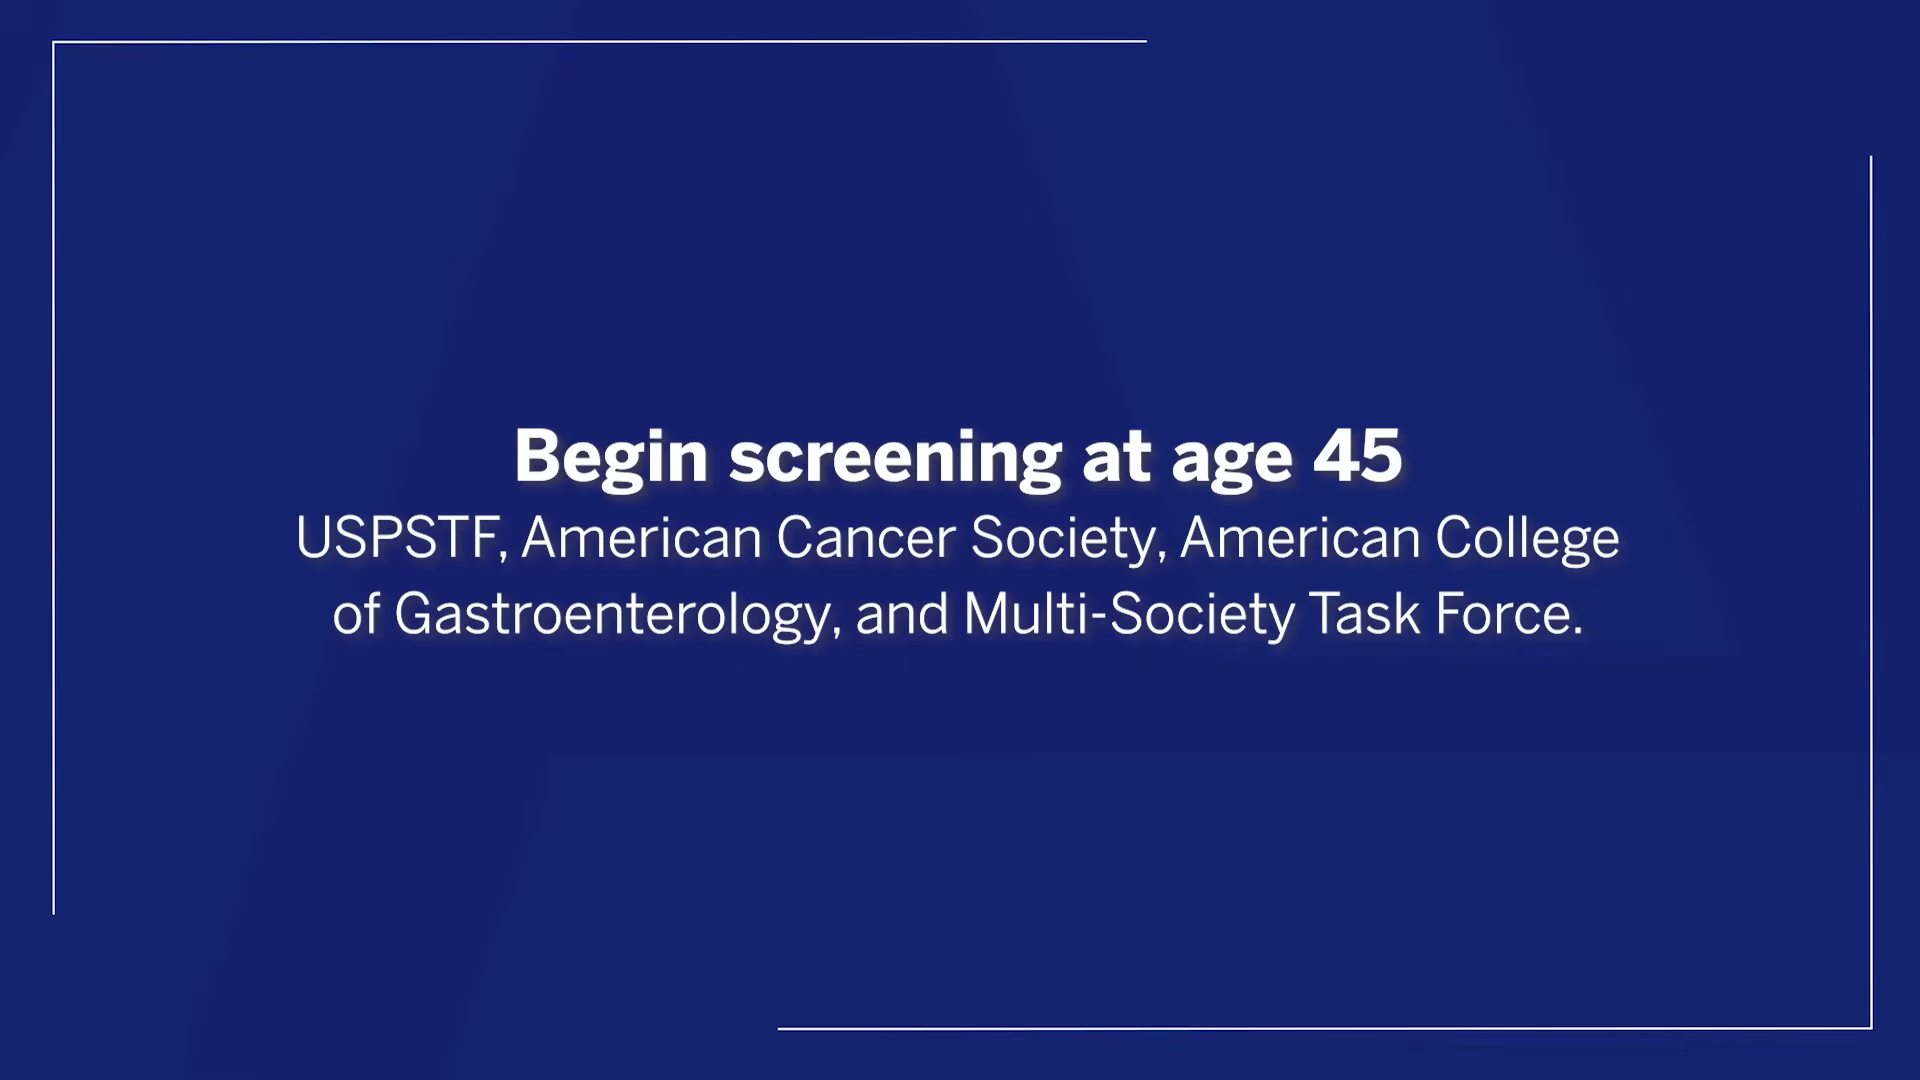 Begin screening at age 45
USPSTF, American Cancer Society, American College
of Gastroenterology, and Multi-Society Task Force.